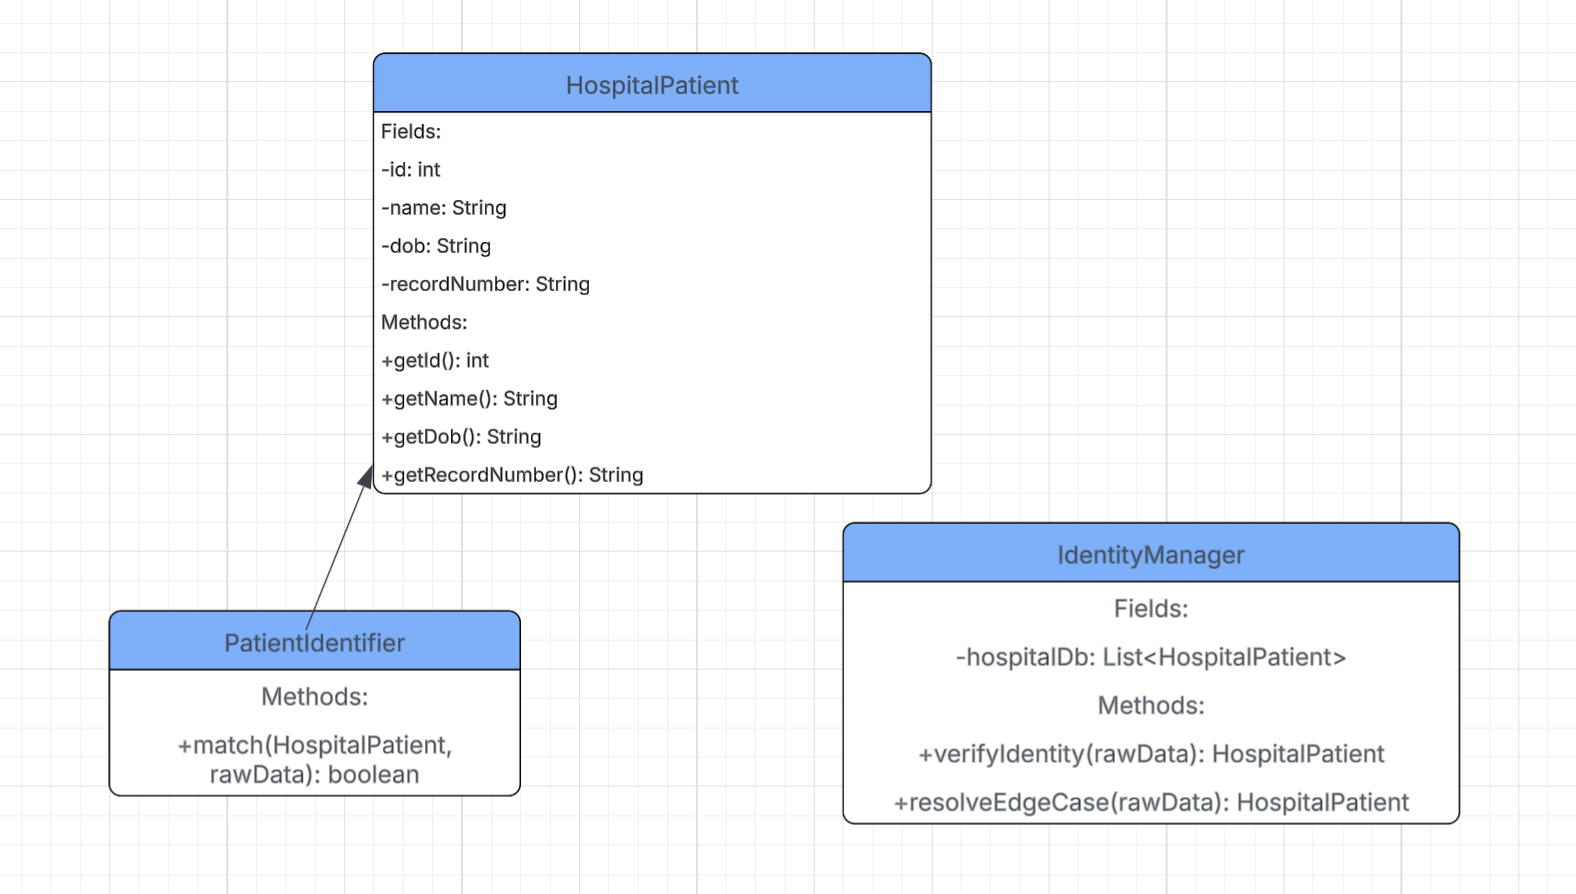 HospitalPatient
Fields:
-id: int
-name: String
-dob: String
-recordNumber: String
Methods:
+getId(): int
+getName(): String
+getDob(): String
+getRecordNumber(): String
PatientIdentifier
Methods:
+match(HospitalPatient,
rawData): boolean
IdentityManager
Fields:
-hospitalDb: List<HospitalPatient>
Methods:
+verifyIdentity(rawData): HospitalPatient
+resolveEdgeCase(rawData): HospitalPatient